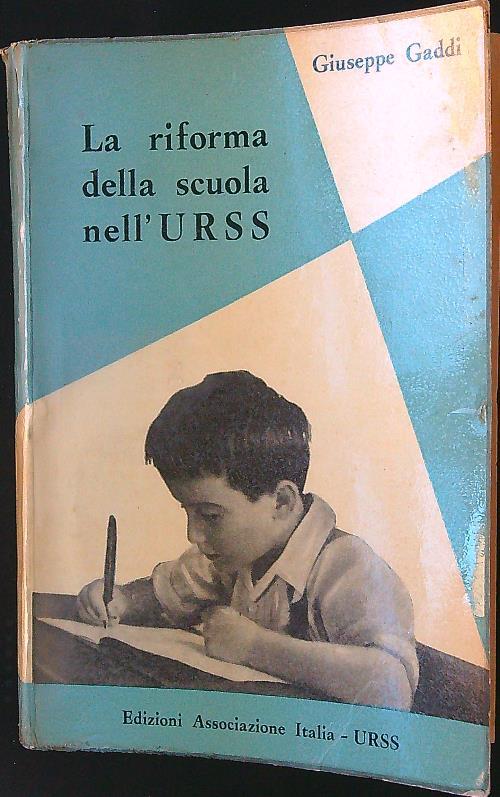 Giuseppe Gaddi
La riforma
della scuola
nell'URSS
Edizioni Associazione Italia - URSS